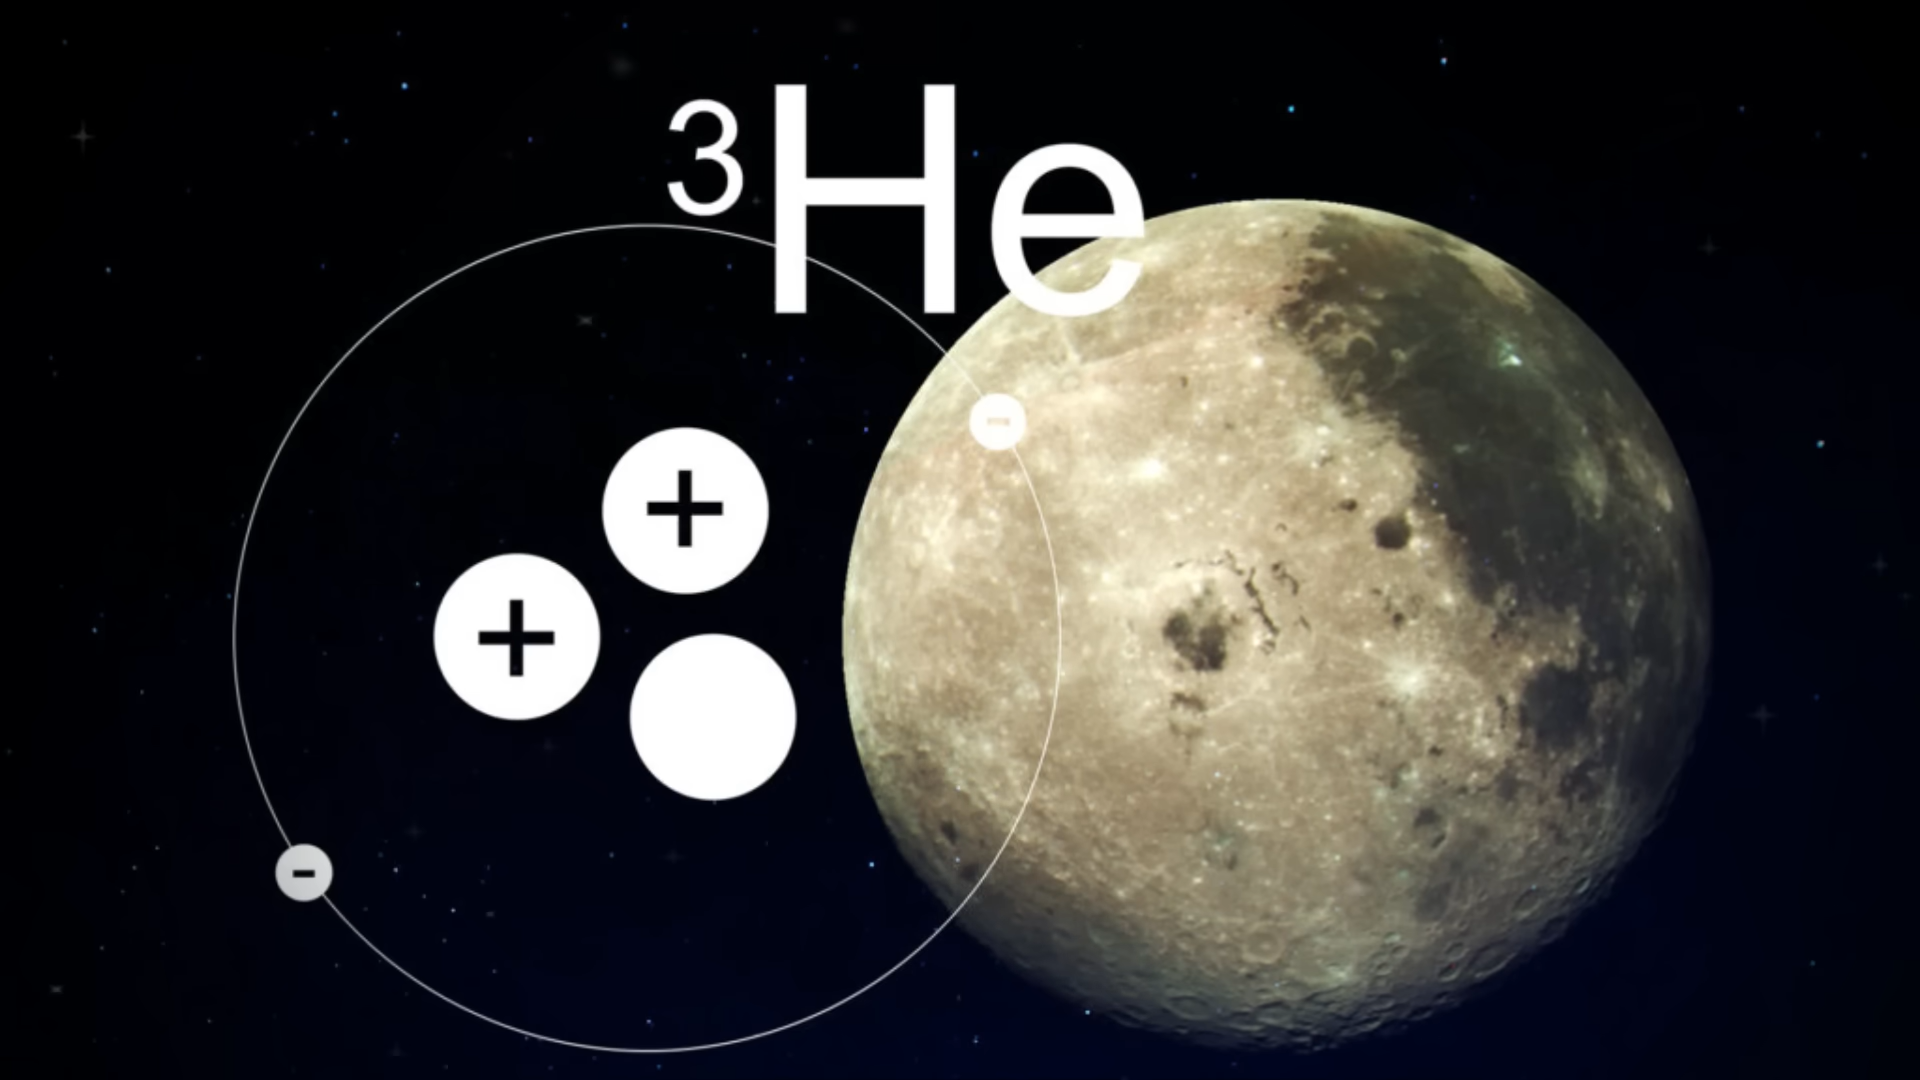 ³He
-
+
+
-